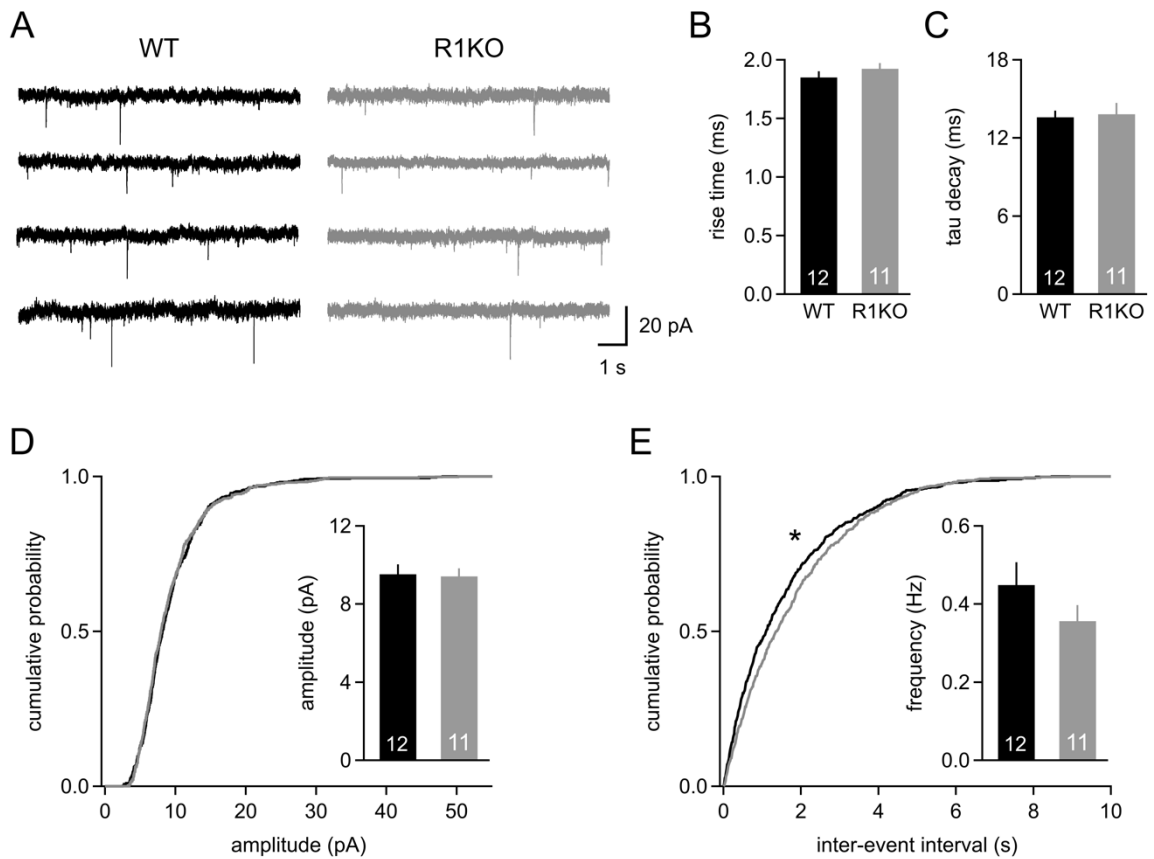 A
WT
R1KO
20 pA
1 s
B
rise time (ms)
2.0
1.5
1.0
0.5
0.0
12
11
WT
R1KO
C
tau decay (ms)
18
12
6
0
12
11
WT
R1KO
D
cumulative probability
1.0
0.5
0.0
0
10
20
30
40
50
amplitude (pA)
amplitude (pA)
12
8
4
0
12
11
E
cumulative probability
1.0
0.5
0.0
0
2
4
6
8
10
inter-event interval (s)
*
frequency (Hz)
0.6
0.4
0.2
0.0
12
11